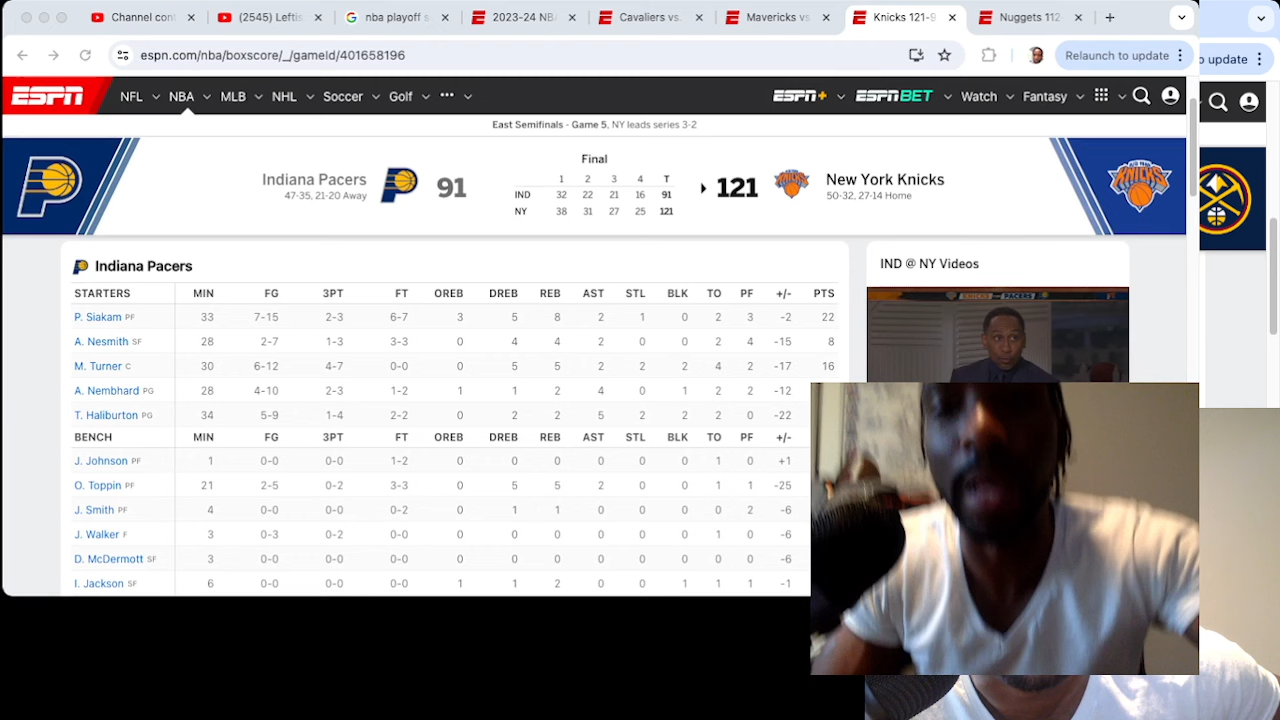 Channel con
(2545) Leftis
nba playoff s
2023-24 NBA
Cavaliers vs.
Mavericks vs
Knicks 121-9
Nuggets 112-
espn.com/nba/boxscore/_/gameId/401658196
Relaunch to update
o update
ESPN
NFL
NBA
MLB
NHL
Soccer
Golf
ESPN+
ESPN BET
Watch
Fantasy
East Semifinals - Game 5, NY leads series 3-2
Final
Indiana Pacers
47-35, 21-20 Away
91
1 2 3 4 T
IND 32 22 21 16 91
NY 38 31 27 25 121
121
New York Knicks
50-32, 27-14 Home
NEW YORK
KNICKS
Indiana Pacers
IND @ NY Videos
STARTERS MIN FG 3PT FT OREB DREB REB AST STL BLK TO PF +/- PTS
P. Siakam PF 33 7-15 2-3 6-7 3 5 8 2 1 0 2 3 -2 22
A. Nesmith SF 28 2-7 1-3 3-3 0 4 4 2 0 0 2 4 -15 8
M. Turner C 30 6-12 4-7 0-0 0 5 5 2 2 2 4 2 -17 16
A. Nembhard PG 28 4-10 2-3 1-2 1 1 2 4 0 1 2 2 -12
T. Haliburton PG 34 5-9 1-4 2-2 0 2 2 5 2 2 2 0 -22
BENCH MIN FG 3PT FT OREB DREB REB AST STL BLK TO PF +/-
J. Johnson PF 1 0-0 0-0 1-2 0 0 0 0 0 0 1 0 +1
O. Toppin PF 21 2-5 0-2 3-3 0 5 5 2 0 0 1 1 -25
J. Smith PF 4 0-0 0-0 0-2 0 1 1 0 0 0 0 2 -6
J. Walker F 3 0-3 0-2 0-0 0 0 0 0 0 0 1 0 -6
D. McDermott SF 3 0-0 0-0 0-0 0 0 0 0 0 0 0 0 -6
I. Jackson SF 6 0-0 0-0 0-0 1 1 2 0 0 1 1 1 -1
KNICKS
PACERS